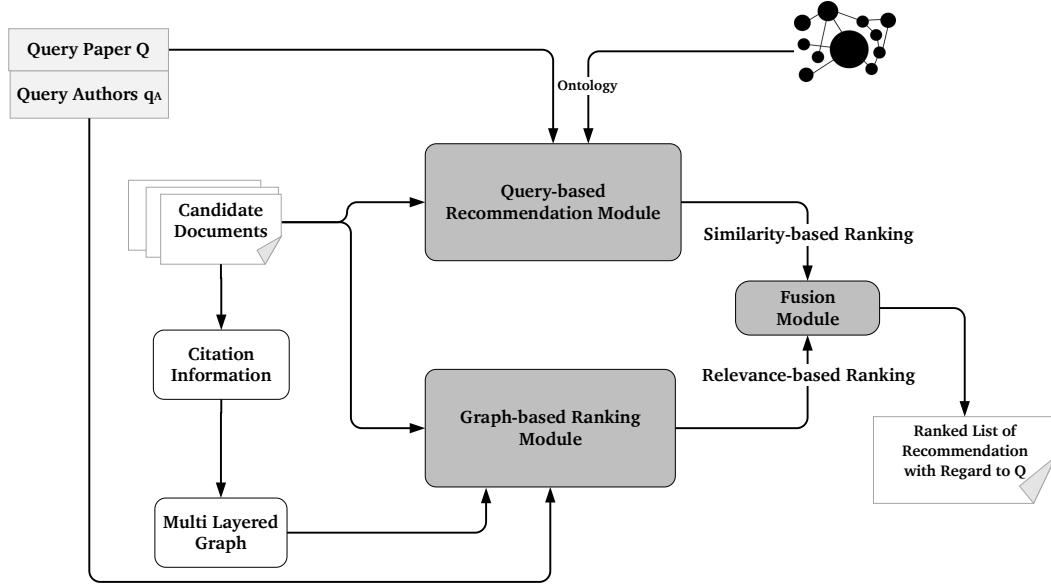 Query Paper Q
Query Authors qA
Ontology
Query-based
Recommendation Module
Candidate
Documents
Similarity-based Ranking
Fusion
Module
Citation
Information
Relevance-based Ranking
Graph-based Ranking
Module
Ranked List of
Recommendation
with Regard to Q
Multi Layered
Graph